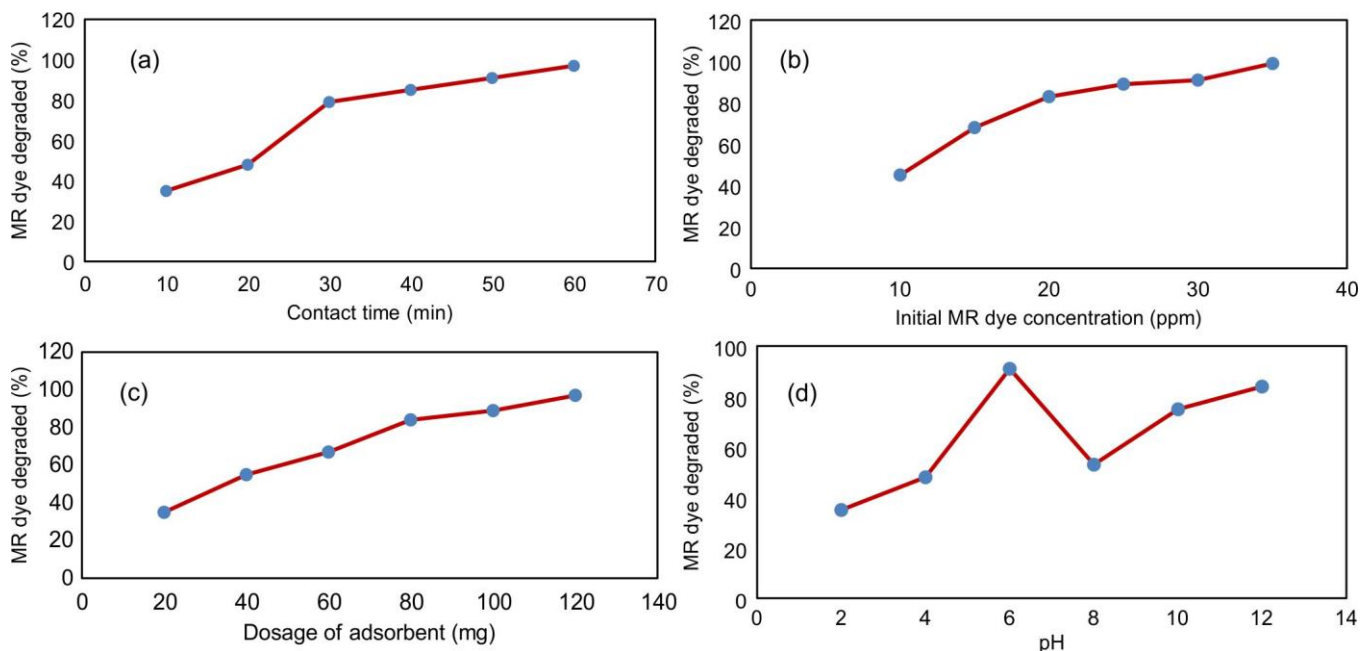 (a)
MR dye degraded (%)
120
100
80
60
40
20
0
0 10 20 30 40 50 60 70
Contact time (min)
(b)
MR dye degraded (%)
120
100
80
60
40
20
0
0 10 20 30 40
Initial MR dye concentration (ppm)
(c)
MR dye degraded (%)
120
100
80
60
40
20
0
0 20 40 60 80 100 120 140
Dosage of adsorbent (mg)
(d)
MR dye degraded (%)
100
80
60
40
20
0
0 2 4 6 8 10 12 14
pH